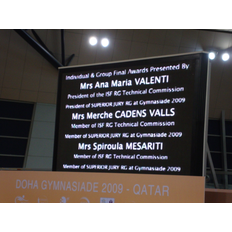 Individual & Group Final Awards Presented By
Mrs Ana Maria VALENTI
President of the ISF RG Technical Commission
President of SUPERIOR JURY RG at Gymnasiade 2009
Mrs Merche CADENS VALLS
Member of ISF RG Technical Commission
Member of SUPERIOR JURY RG at Gymnasiade 2009
Mrs Spiroula MESARITI
Member of ISF RG Technical Commission
Member of SUPERIOR JURY RG at Gymnasiade 2009
DOHA GYMNASIADE 2009 - QATAR